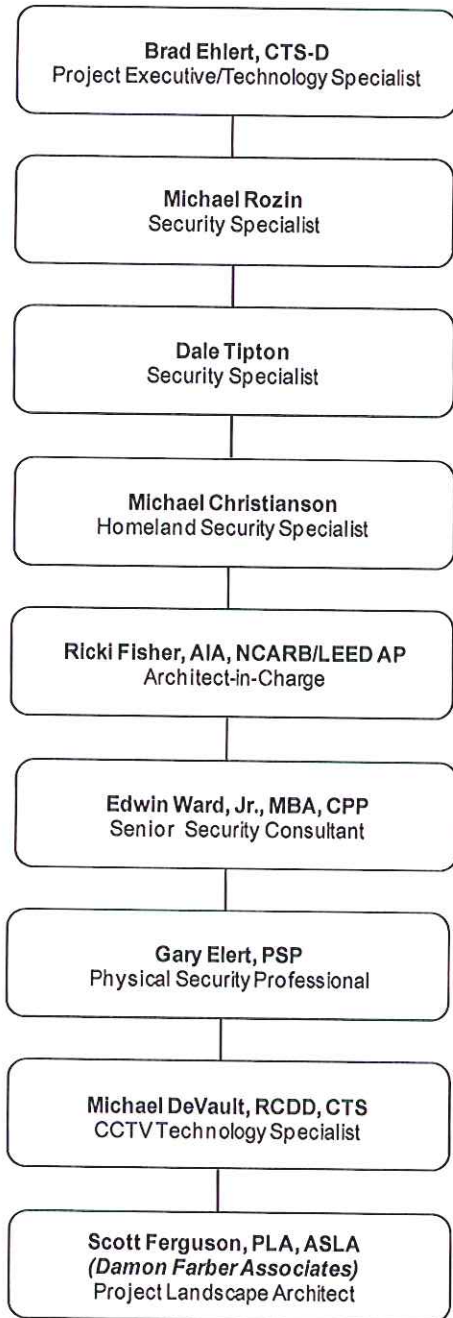 Brad Ehlert, CTS-D
Project Executive/Technology Specialist
Michael Rozin
Security Specialist
Dale Tipton
Security Specialist
Michael Christianson
Homeland Security Specialist
Ricki Fisher, AIA, NCARB/LEED AP
Architect-in-Charge
Edwin Ward, Jr., MBA, CPP
Senior Security Consultant
Gary Elert, PSP
Physical Security Professional
Michael DeVault, RCDD, CTS
CCTV Technology Specialist
Scott Ferguson, PLA, ASLA
(Damon Farber Associates)
Project Landscape Architect